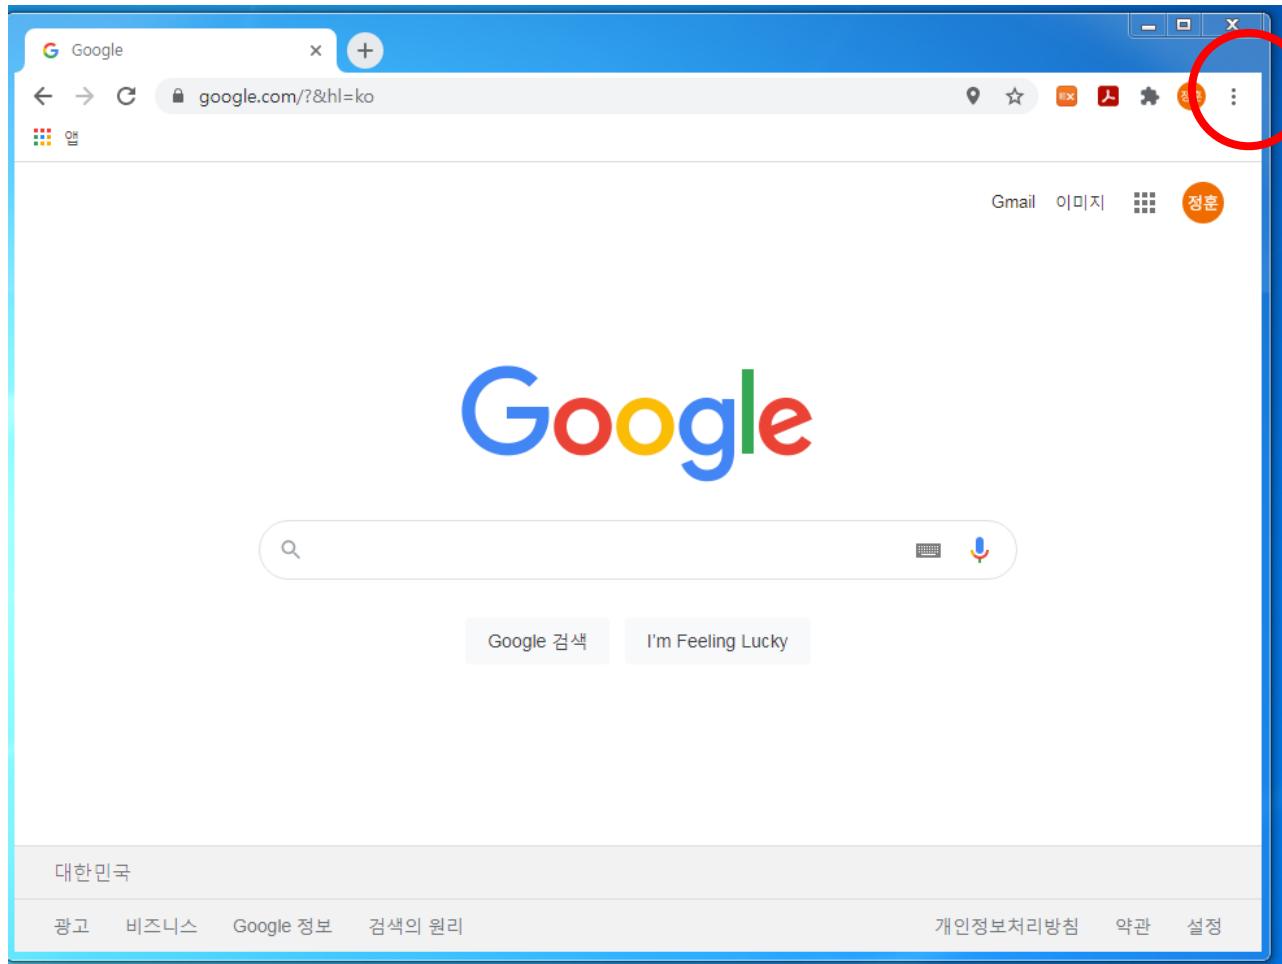 Google
google.com/?&hl=ko
앱
Gmail 이미지 정훈
Google
Google 검색 I'm Feeling Lucky
대한민국
광고 비즈니스 Google 정보 검색의 원리 개인정보처리방침 약관 설정